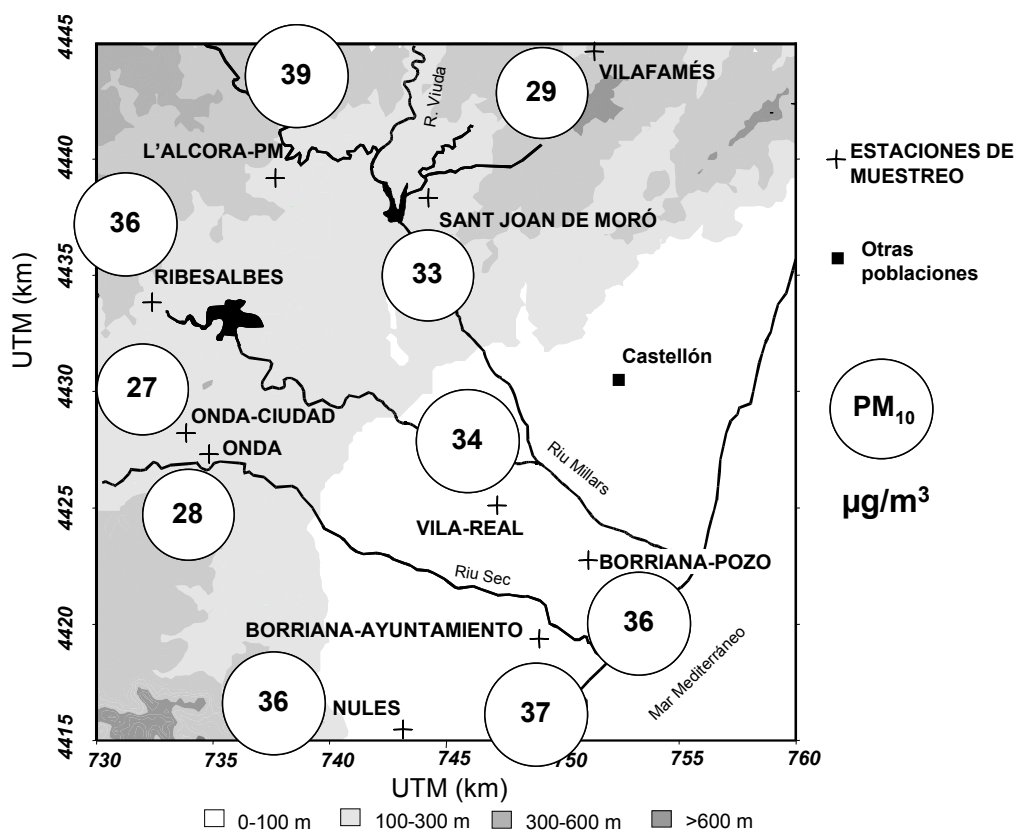 4445
4440
4435
4430
4425
4420
4415
UTM (km)
39
R. Viuda
29
VILAFAMÉS
L'ALCORA-PM
SANT JOAN DE MORÓ
36
33
RIBESALBES
Castellón
27
ONDA-CIUDAD
ONDA
34
28
Riu Millars
VILA-REAL
Riu Sec
BORRIANA-POZO
36
BORRIANA-AYUNTAMIENTO
Mar Mediterráneo
36
NULES
37
730
735
740
745
750
755
760
UTM (km)
0-100 m
100-300 m
300-600 m
>600 m
ESTACIONES DE
MUESTREO
Otras
poblaciones
PM₁₀
µg/m³